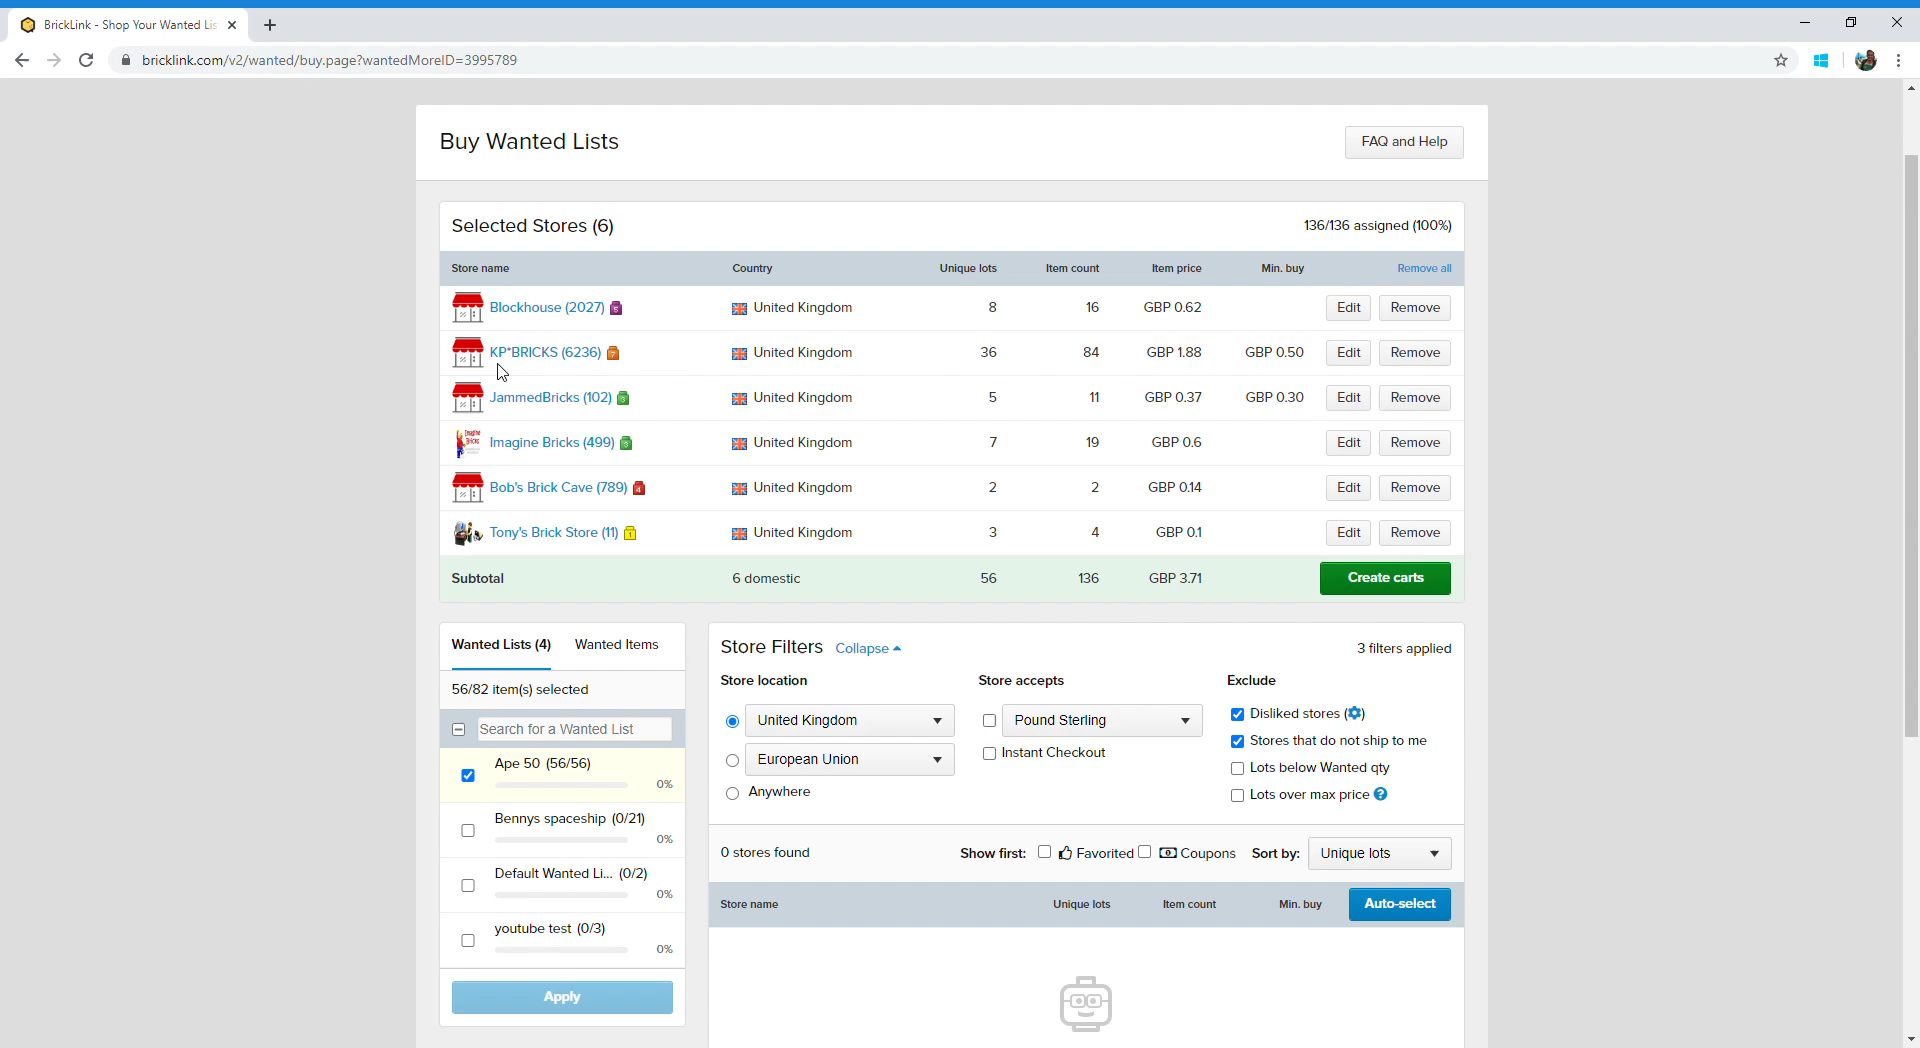 BrickLink - Shop Your Wanted Lis
bricklink.com/v2/wanted/buy.page?wantedMoreID=3995789
Buy Wanted Lists
FAQ and Help
Selected Stores (6) 136/136 assigned (100%)
Store name Country Unique lots Item count Item price Min. buy Remove all
Blockhouse (2027) 5 United Kingdom 8 16 GBP 0.62 Edit Remove
KP*BRICKS (6236) 7 United Kingdom 36 84 GBP 1.88 GBP 0.50 Edit Remove
JammedBricks (102) 3 United Kingdom 5 11 GBP 0.37 GBP 0.30 Edit Remove
Imagine Bricks (499) 3 United Kingdom 7 19 GBP 0.6 Edit Remove
Bob's Brick Cave (789) 4 United Kingdom 2 2 GBP 0.14 Edit Remove
Tony's Brick Store (11) 1 United Kingdom 3 4 GBP 0.1 Edit Remove
Subtotal 6 domestic 56 136 GBP 3.71 Create carts
Wanted Lists (4) Wanted Items
56/82 item(s) selected
Search for a Wanted List
Ape 50 (56/56)
0%
Bennys spaceship (0/21)
0%
Default Wanted Li... (0/2)
0%
youtube test (0/3)
0%
Apply
Store Filters Collapse 3 filters applied
Store location Store accepts Exclude
United Kingdom Pound Sterling Disliked stores ( )
European Union Instant Checkout Stores that do not ship to me
Anywhere Lots below Wanted qty
Lots over max price ?
0 stores found Show first: Favorited Coupons Sort by: Unique lots
Store name Unique lots Item count Min. buy Auto-select